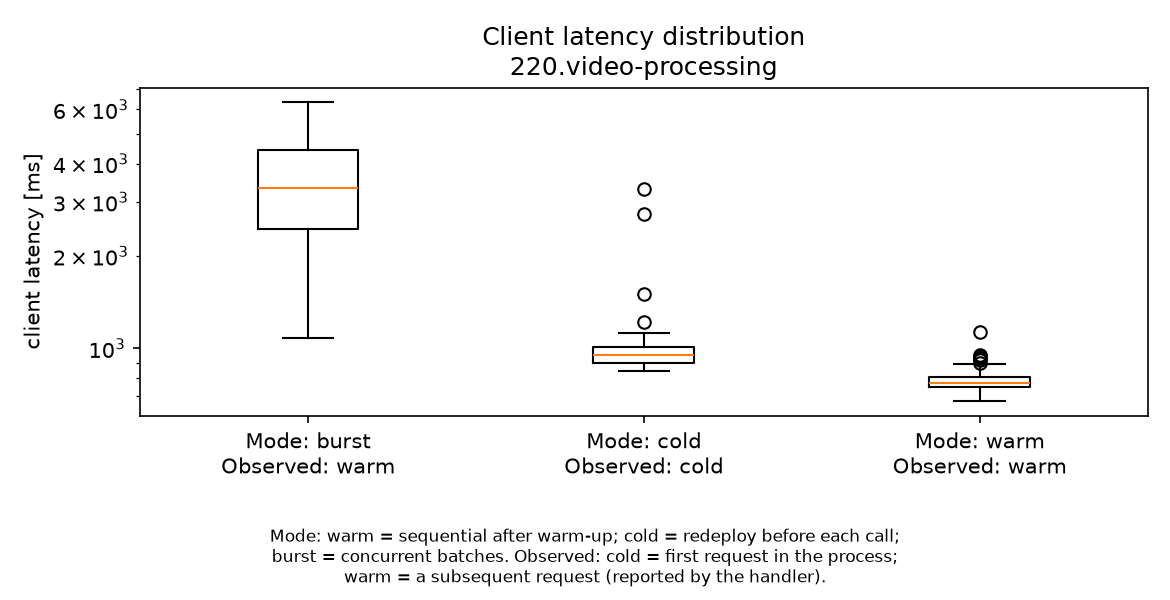 Client latency distribution
220.video-processing
client latency [ms]
6 × 10³
4 × 10³
3 × 10³
2 × 10³
10³
Mode: burst
Observed: warm
Mode: cold
Observed: cold
Mode: warm
Observed: warm
Mode: warm = sequential after warm-up; cold = redeploy before each call;
burst = concurrent batches. Observed: cold = first request in the process;
warm = a subsequent request (reported by the handler).